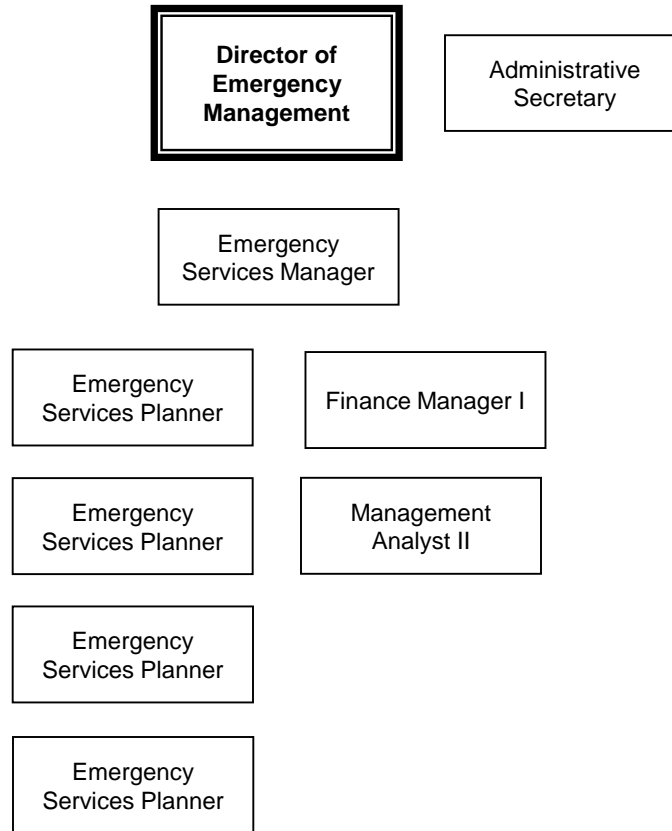 Director of
Emergency
Management
Administrative
Secretary
Emergency
Services Manager
Emergency
Services Planner
Finance Manager I
Emergency
Services Planner
Management
Analyst II
Emergency
Services Planner
Emergency
Services Planner